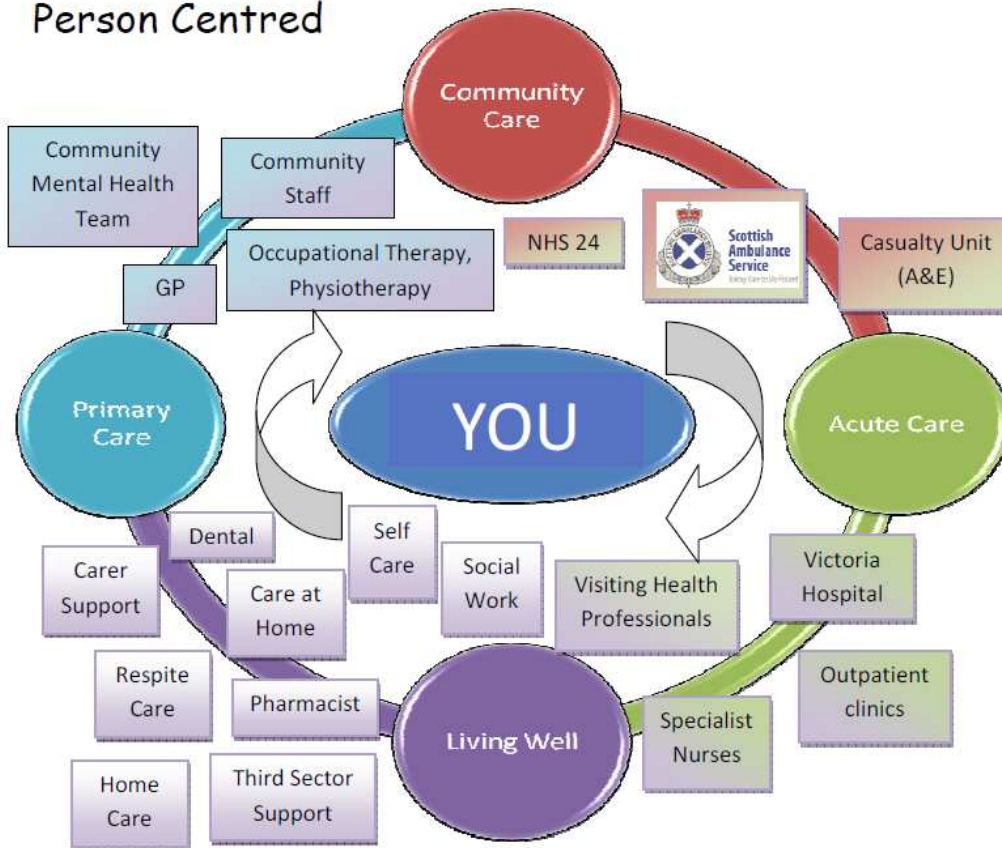 Person Centred
Community
Care
Community
Mental Health
Team
Community
Staff
NHS 24
Scottish
Ambulance
Service
Casualty Unit
(A&E)
GP
Occupational Therapy,
Physiotherapy
Primary
Care
YOU
Acute Care
Dental
Self
Care
Social
Work
Carer
Support
Care at
Home
Visiting Health
Professionals
Victoria
Hospital
Respite
Care
Pharmacist
Living Well
Specialist
Nurses
Outpatient
clinics
Home
Care
Third Sector
Support